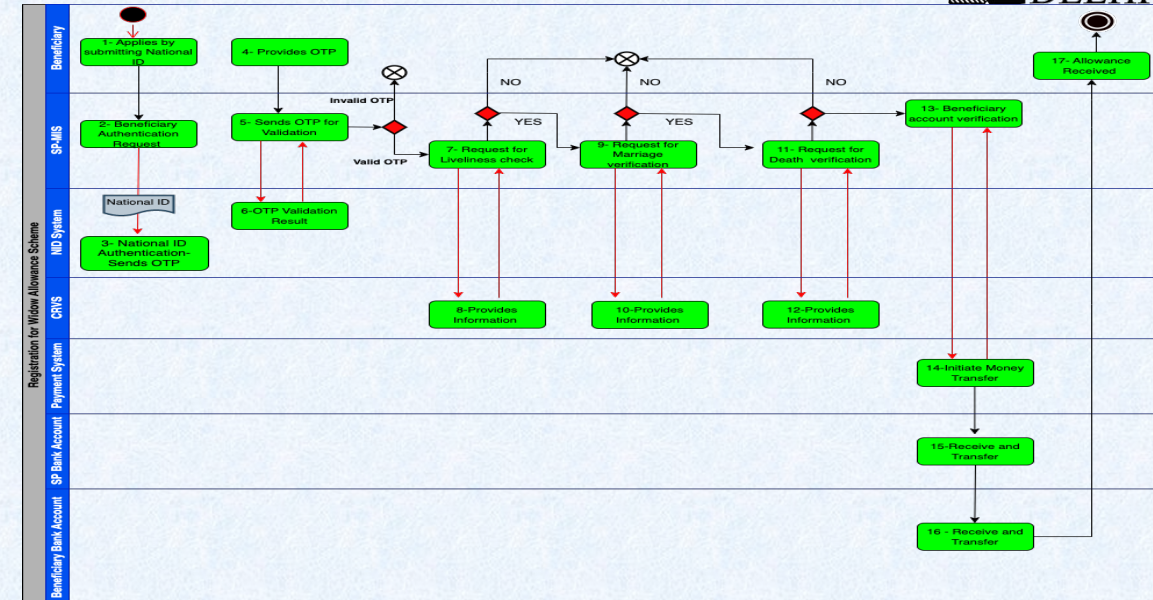 Registration for Widow Allowance Scheme
Beneficiary
1- Applies by
submitting National
ID
4- Provides OTP
17- Allowance
Received
Invalid OTP
NO
NO
NO
SP-MIS
2- Beneficiary
Authentication
Request
5- Sends OTP for
Validation
Valid OTP
7- Request for
Liveliness check
YES
9- Request for
Marriage
verification
YES
11- Request for
Death verification
13- Beneficiary
account verification
NID System
National ID
3- National ID
Authentication-
Sends OTP
6-OTP Validation
Result
CRVS
8-Provides
Information
10-Provides
Information
12-Provides
Information
Payment System
14-Initiate Money
Transfer
SP Bank Account
15-Receive and
Transfer
Beneficiary Bank Account
16 - Receive and
Transfer